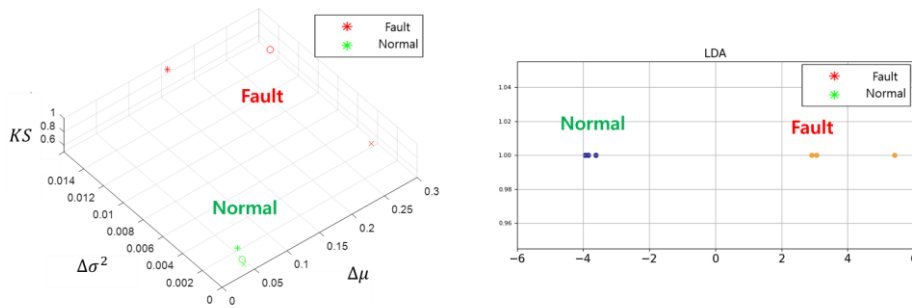 Fault
Normal
Fault
Normal
KS
1
0.8
0.6
0.014
0.012
0.01
0.008
0.006
0.004
0.002
0
Δσ²
0
0.05
0.1
0.15
0.2
0.25
0.3
Δμ
LDA
Fault
Normal
Normal
Fault
1.04
1.02
1.00
0.98
0.96
−6
−4
−2
0
2
4
6